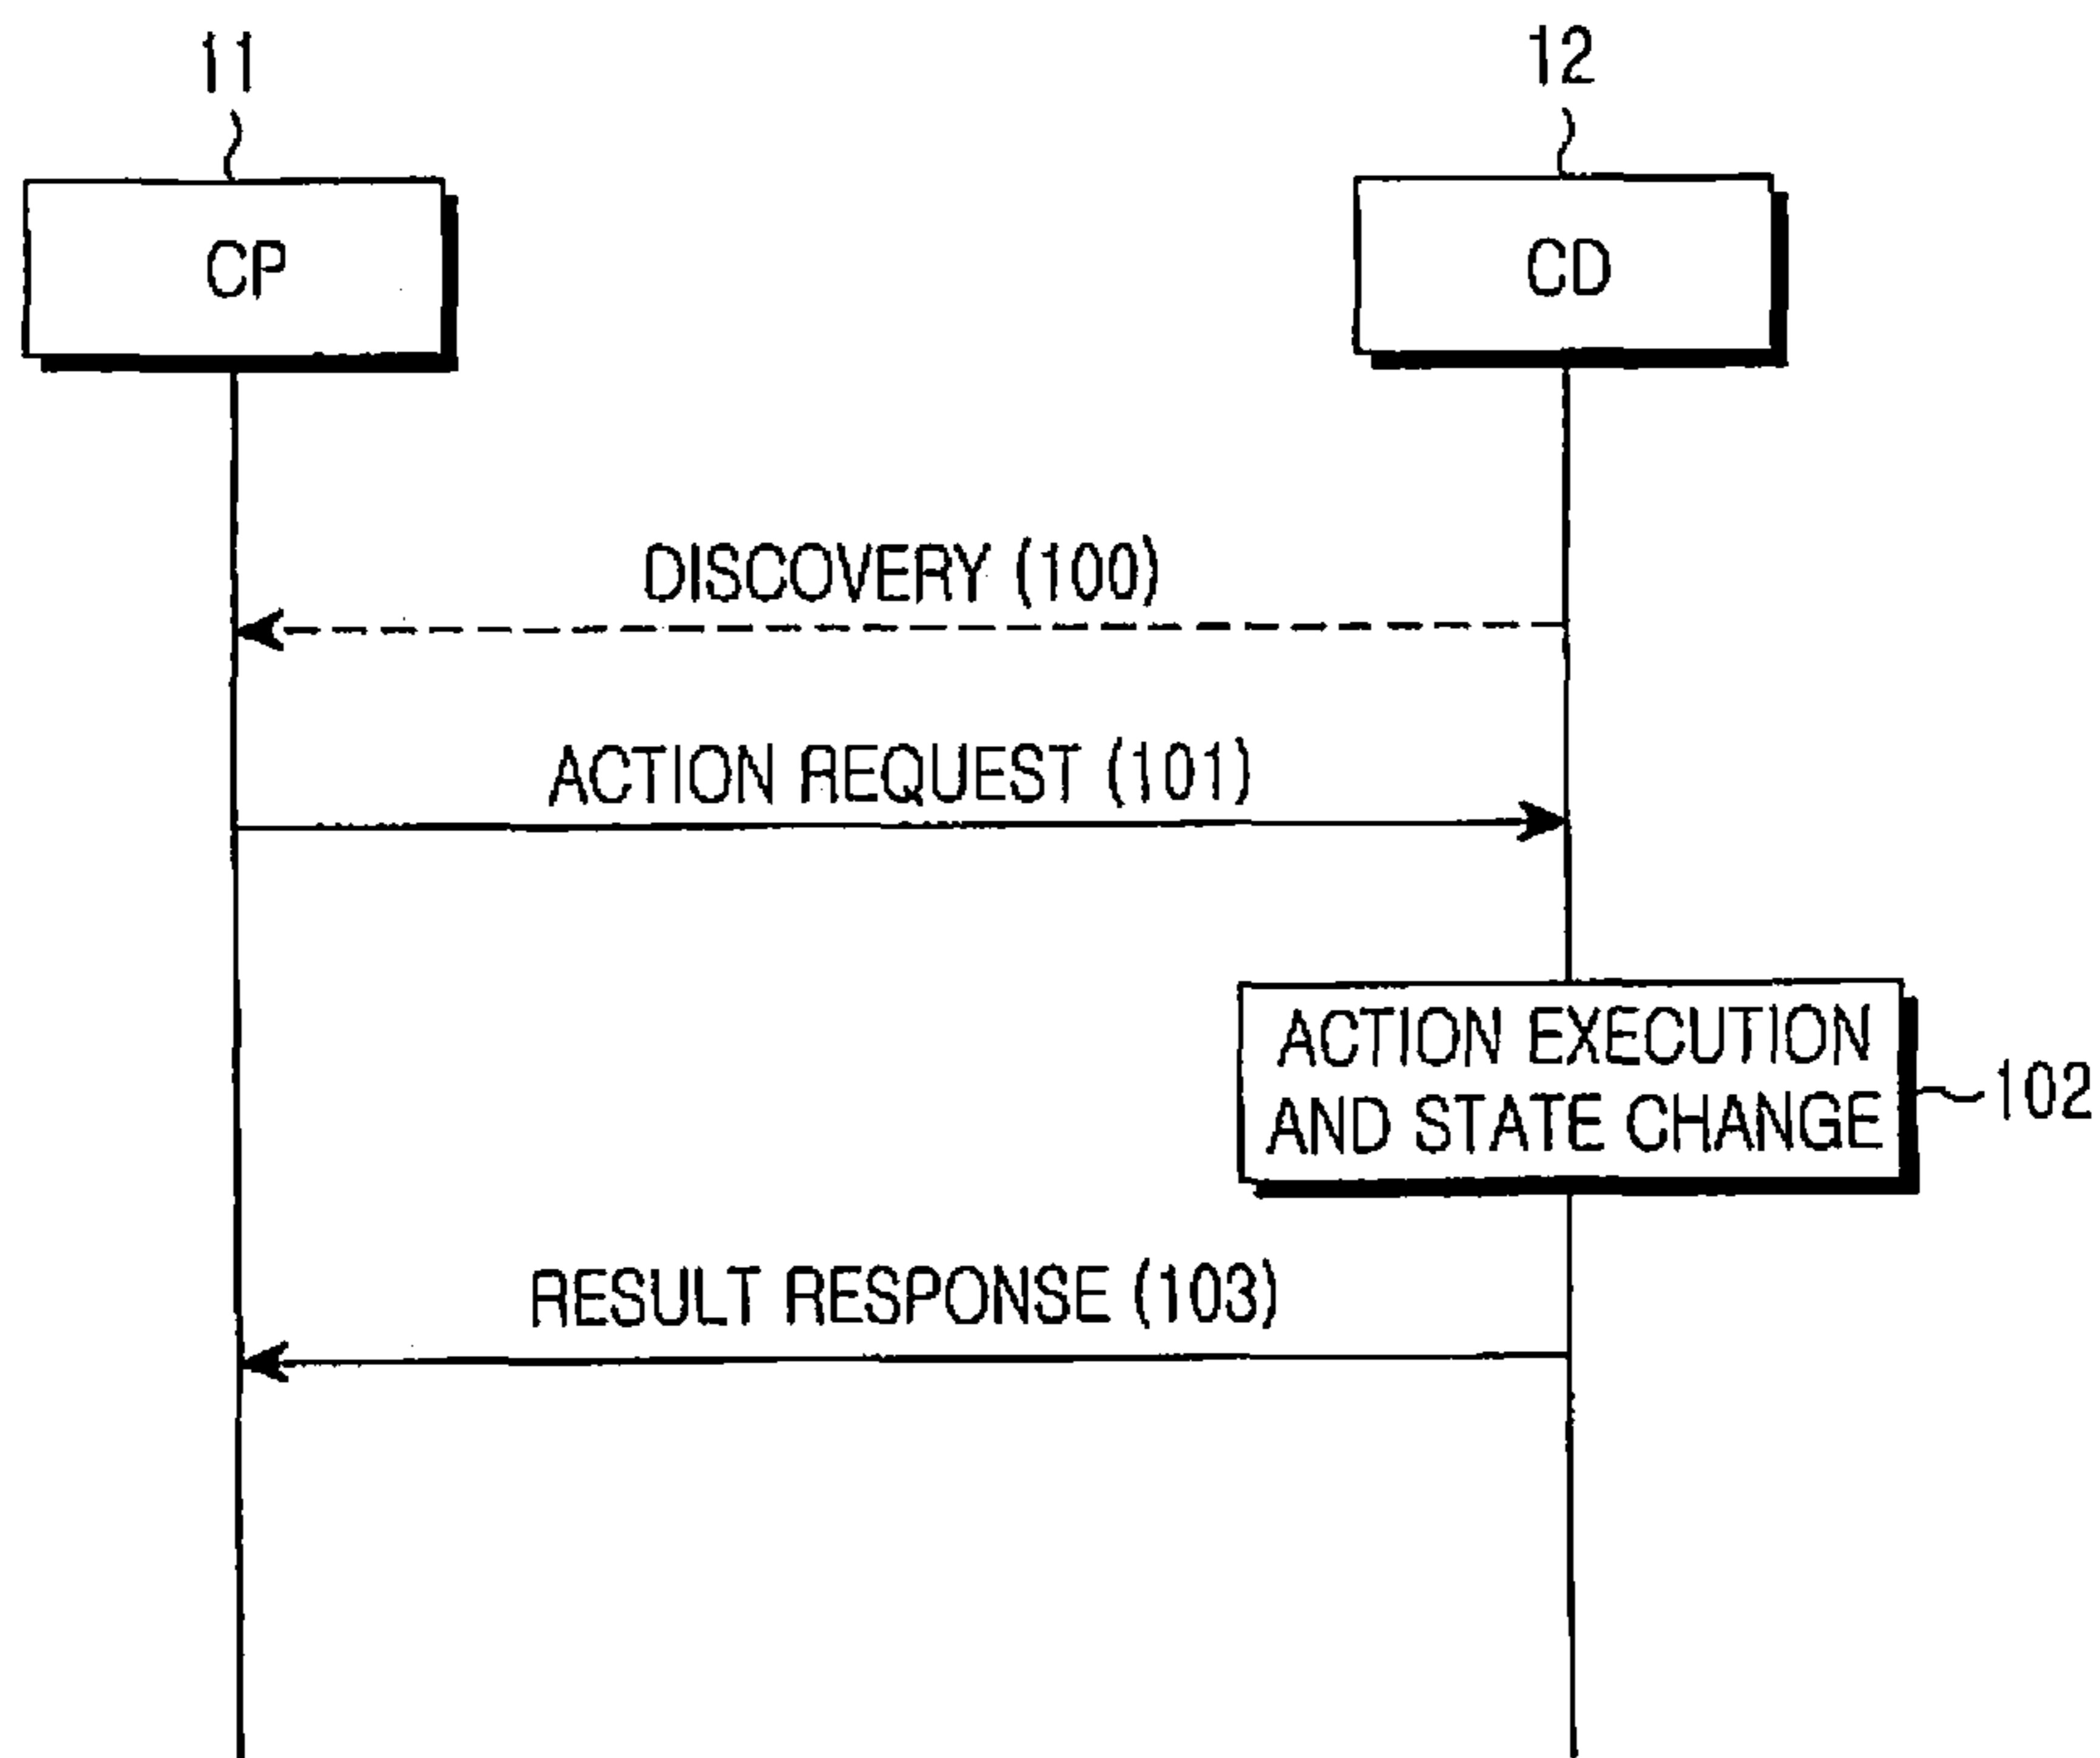 11
12
CP
CD
DISCOVERY (100)
ACTION REQUEST (101)
ACTION EXECUTION
AND STATE CHANGE
102
RESULT RESPONSE (103)